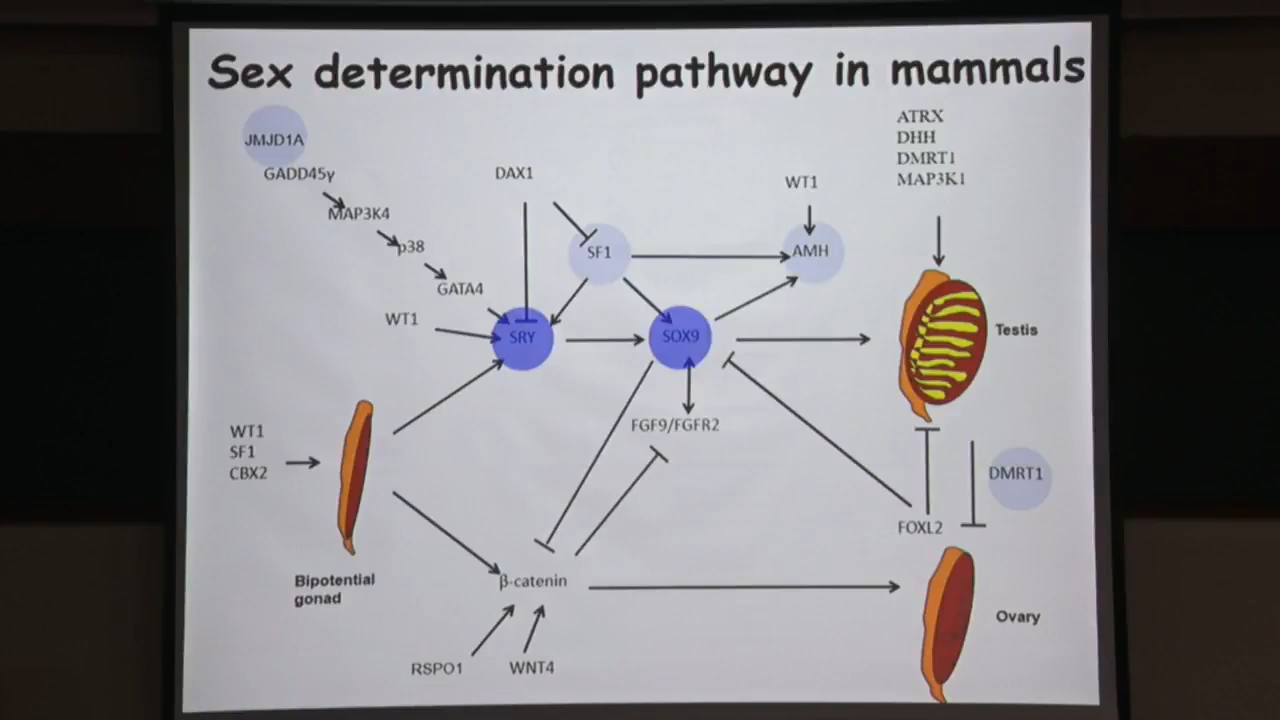 Sex determination pathway in mammals
JMJD1A
GADD45γ
MAP3K4
p38
GATA4
WT1
DAX1
SF1
WT1
AMH
ATRX
DHH
DMRT1
MAP3K1
SRY
SOX9
Testis
FGF9/FGFR2
WT1
SF1
CBX2
DMRT1
FOXL2
Bipotential
gonad
β-catenin
Ovary
RSPO1
WNT4